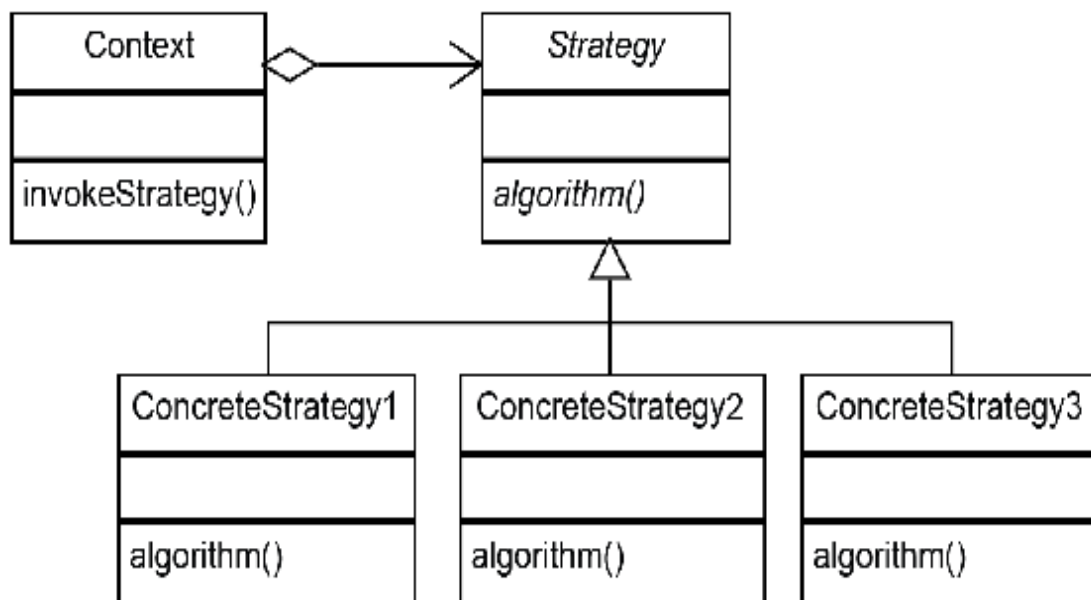 Context
Strategy
invokeStrategy()
algorithm()
ConcreteStrategy1
ConcreteStrategy2
ConcreteStrategy3
algorithm()
algorithm()
algorithm()